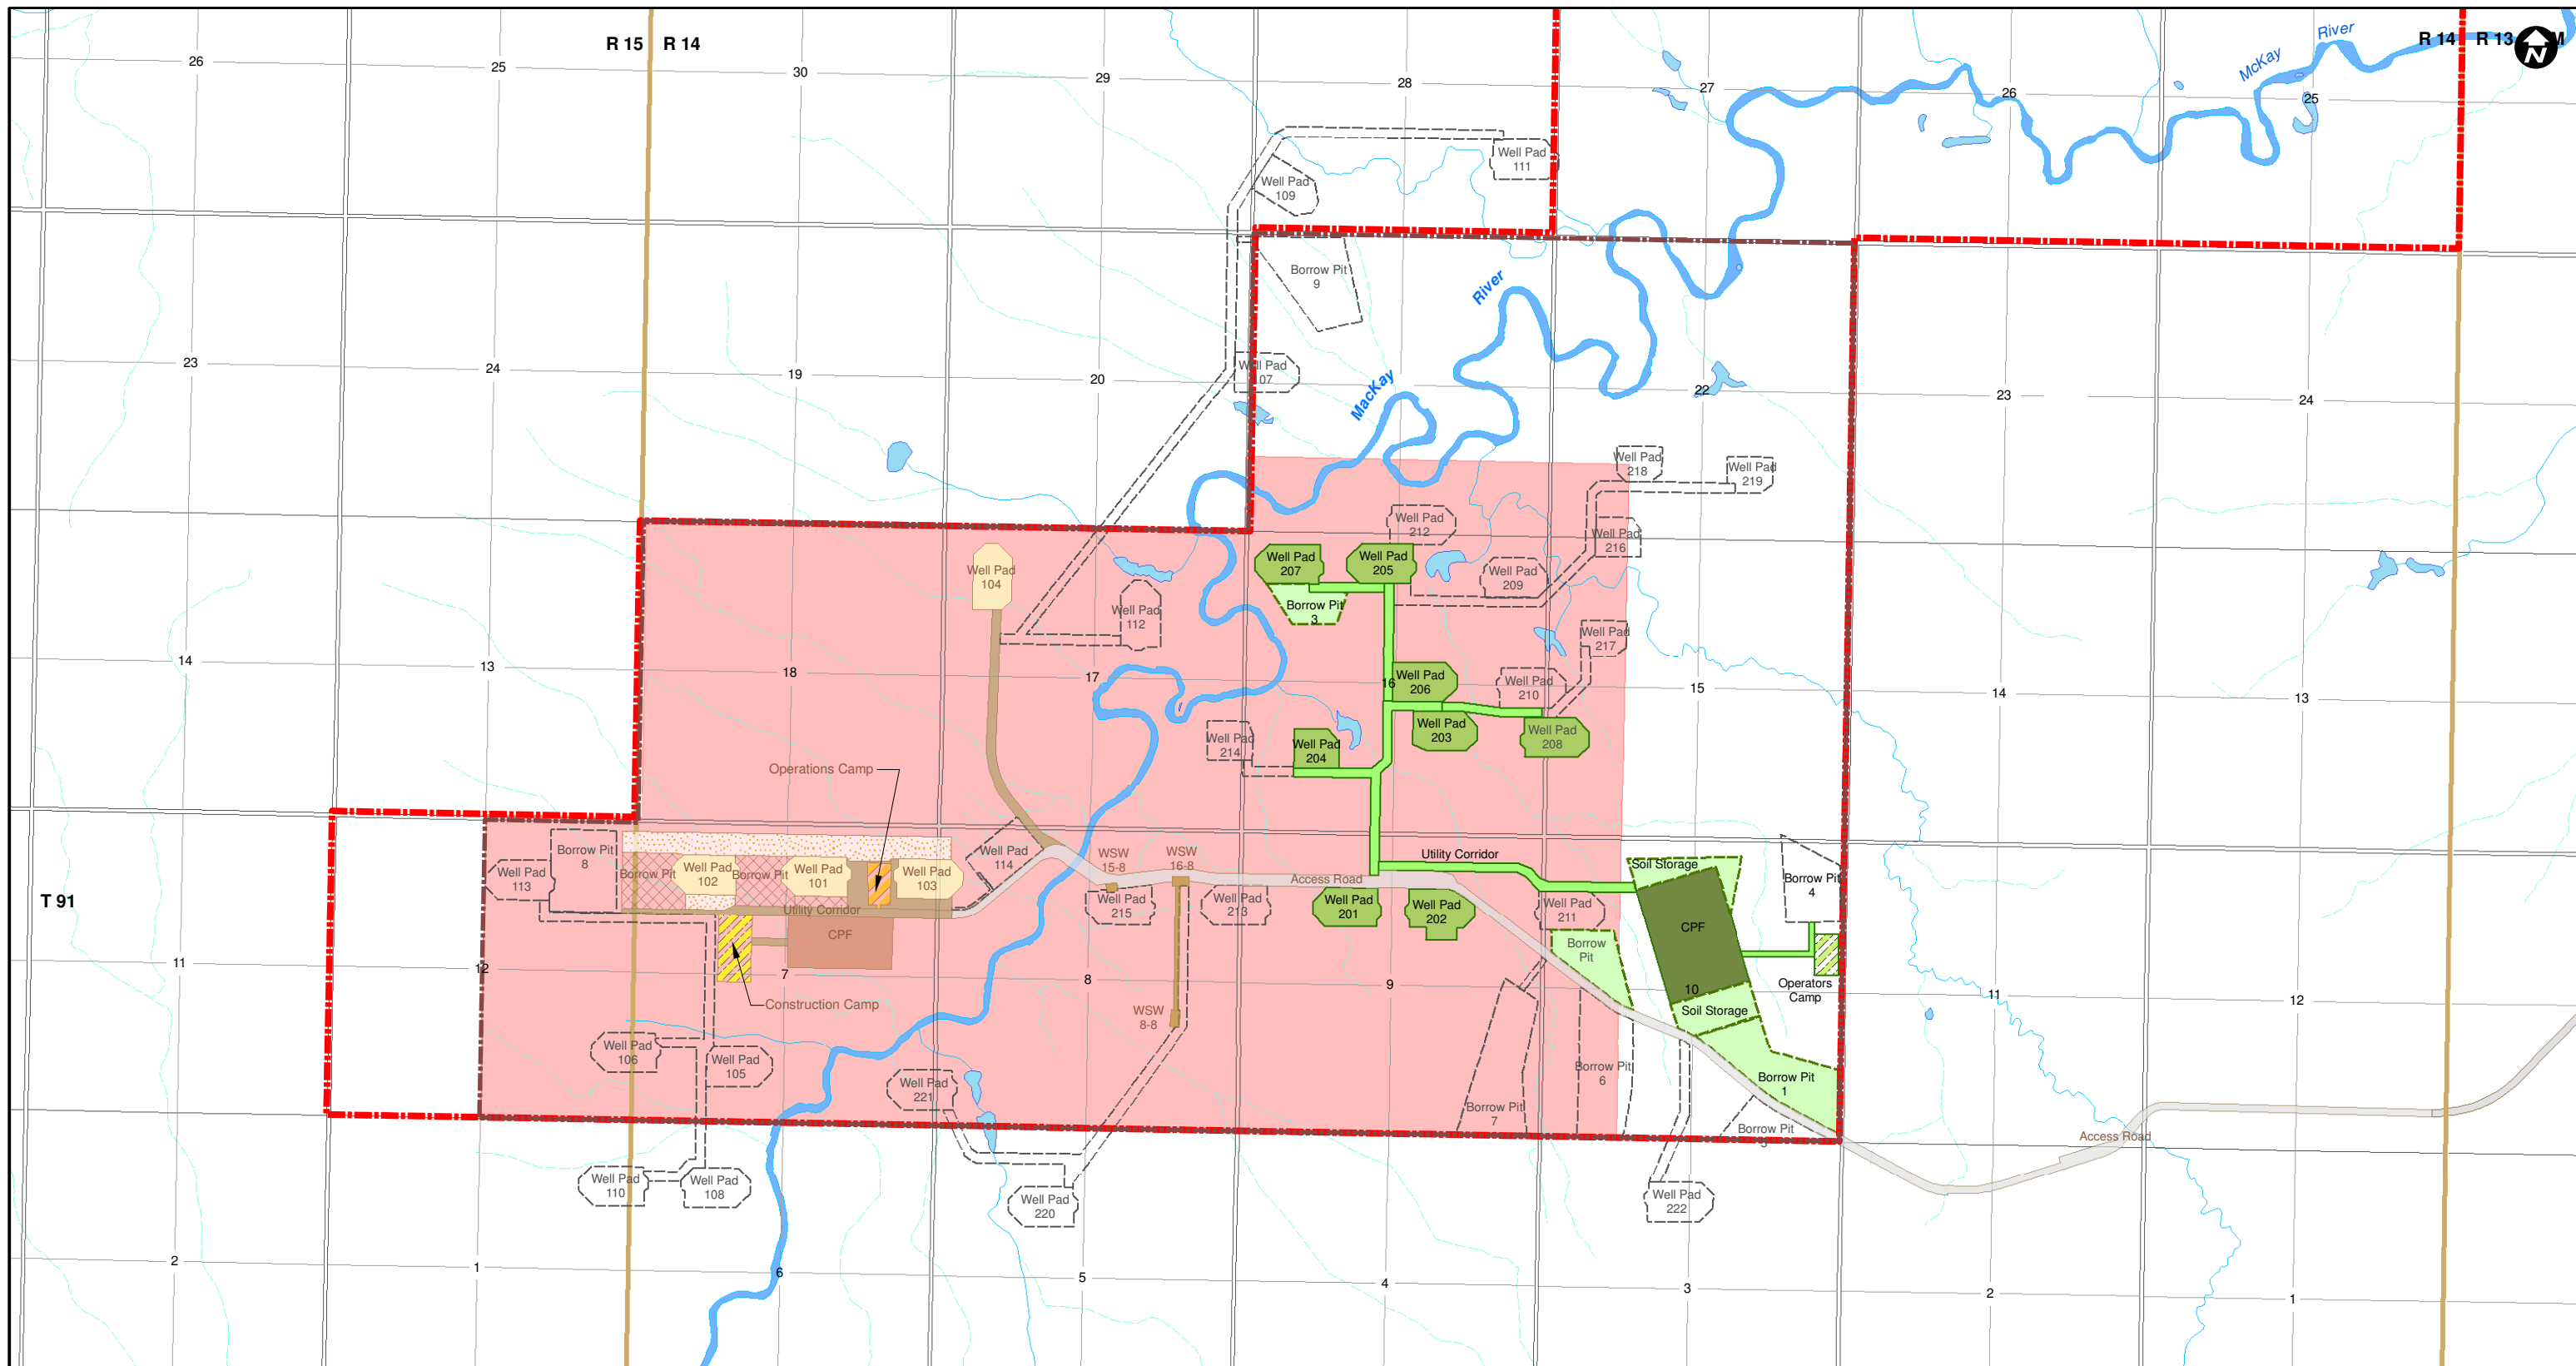 R 15
R 14
R 14
R 13
M
N
McKay
River
26
25
30
29
28
27
26
25
Well Pad
111
Well Pad
109
Borrow Pit
9
River
MacKay
Well Pad
07
23
24
19
20
22
23
24
Well Pad
218
Well Pad
219
Well Pad
212
Well Pad
216
Well Pad
104
Well Pad
207
Well Pad
205
Well Pad
209
Borrow Pit
3
Well Pad
112
Well Pad
217
14
13
18
17
16
15
14
13
Well Pad
206
Well Pad
210
Well Pad
203
Well Pad
208
Well Pad
214
Well Pad
204
Operations Camp
Borrow Pit
8
Well Pad
113
Borrow Pit
Well Pad
102
Borrow Pit
Well Pad
101
Well Pad
103
Well Pad
114
WSW
15-8
WSW
16-8
Utility Corridor
Access Road
Soil Storage
Borrow Pit
4
T 91
Utility Corridor
CPF
Well Pad
215
Well Pad
213
Well Pad
201
Well Pad
202
Well Pad
211
Borrow
Pit
CPF
11
12
7
8
9
10
11
12
Operators
Camp
Construction Camp
WSW
8-8
Soil Storage
Well Pad
106
Well Pad
105
Well Pad
221
Borrow Pit
6
Borrow Pit
1
Borrow Pit
7
Borrow Pit
Access Road
Well Pad
110
Well Pad
108
Well Pad
220
Well Pad
222
2
1
6
5
4
3
2
1